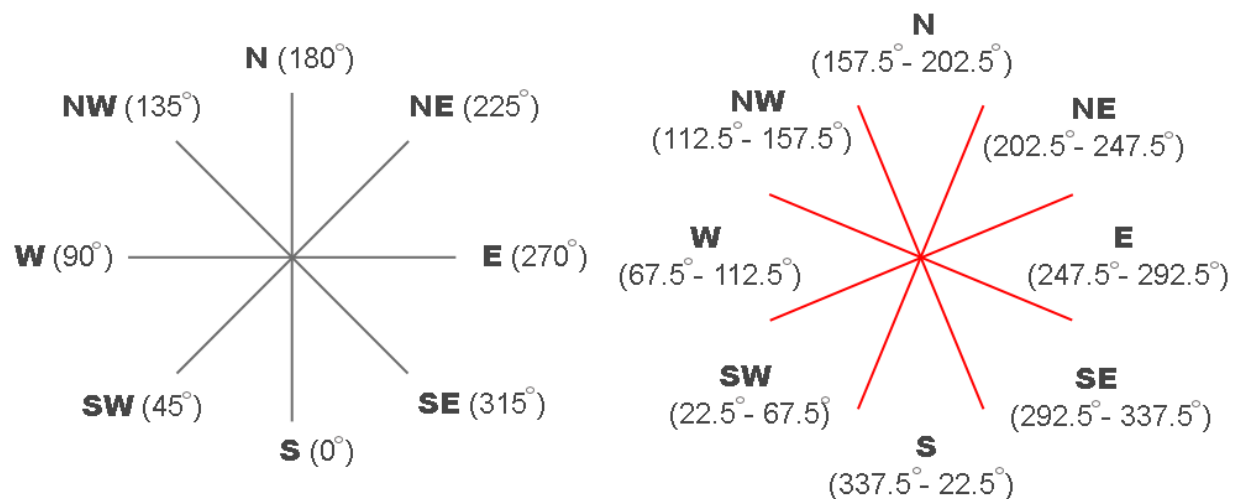 N (180°)
NW (135°)
NE (225°)
W (90°)
E (270°)
SW (45°)
SE (315°)
S (0°)
N
(157.5°- 202.5°)
NW
(112.5°- 157.5°)
NE
(202.5°- 247.5°)
W
(67.5°- 112.5°)
E
(247.5°- 292.5°)
SW
(22.5°- 67.5°)
SE
(292.5°- 337.5°)
S
(337.5°- 22.5°)